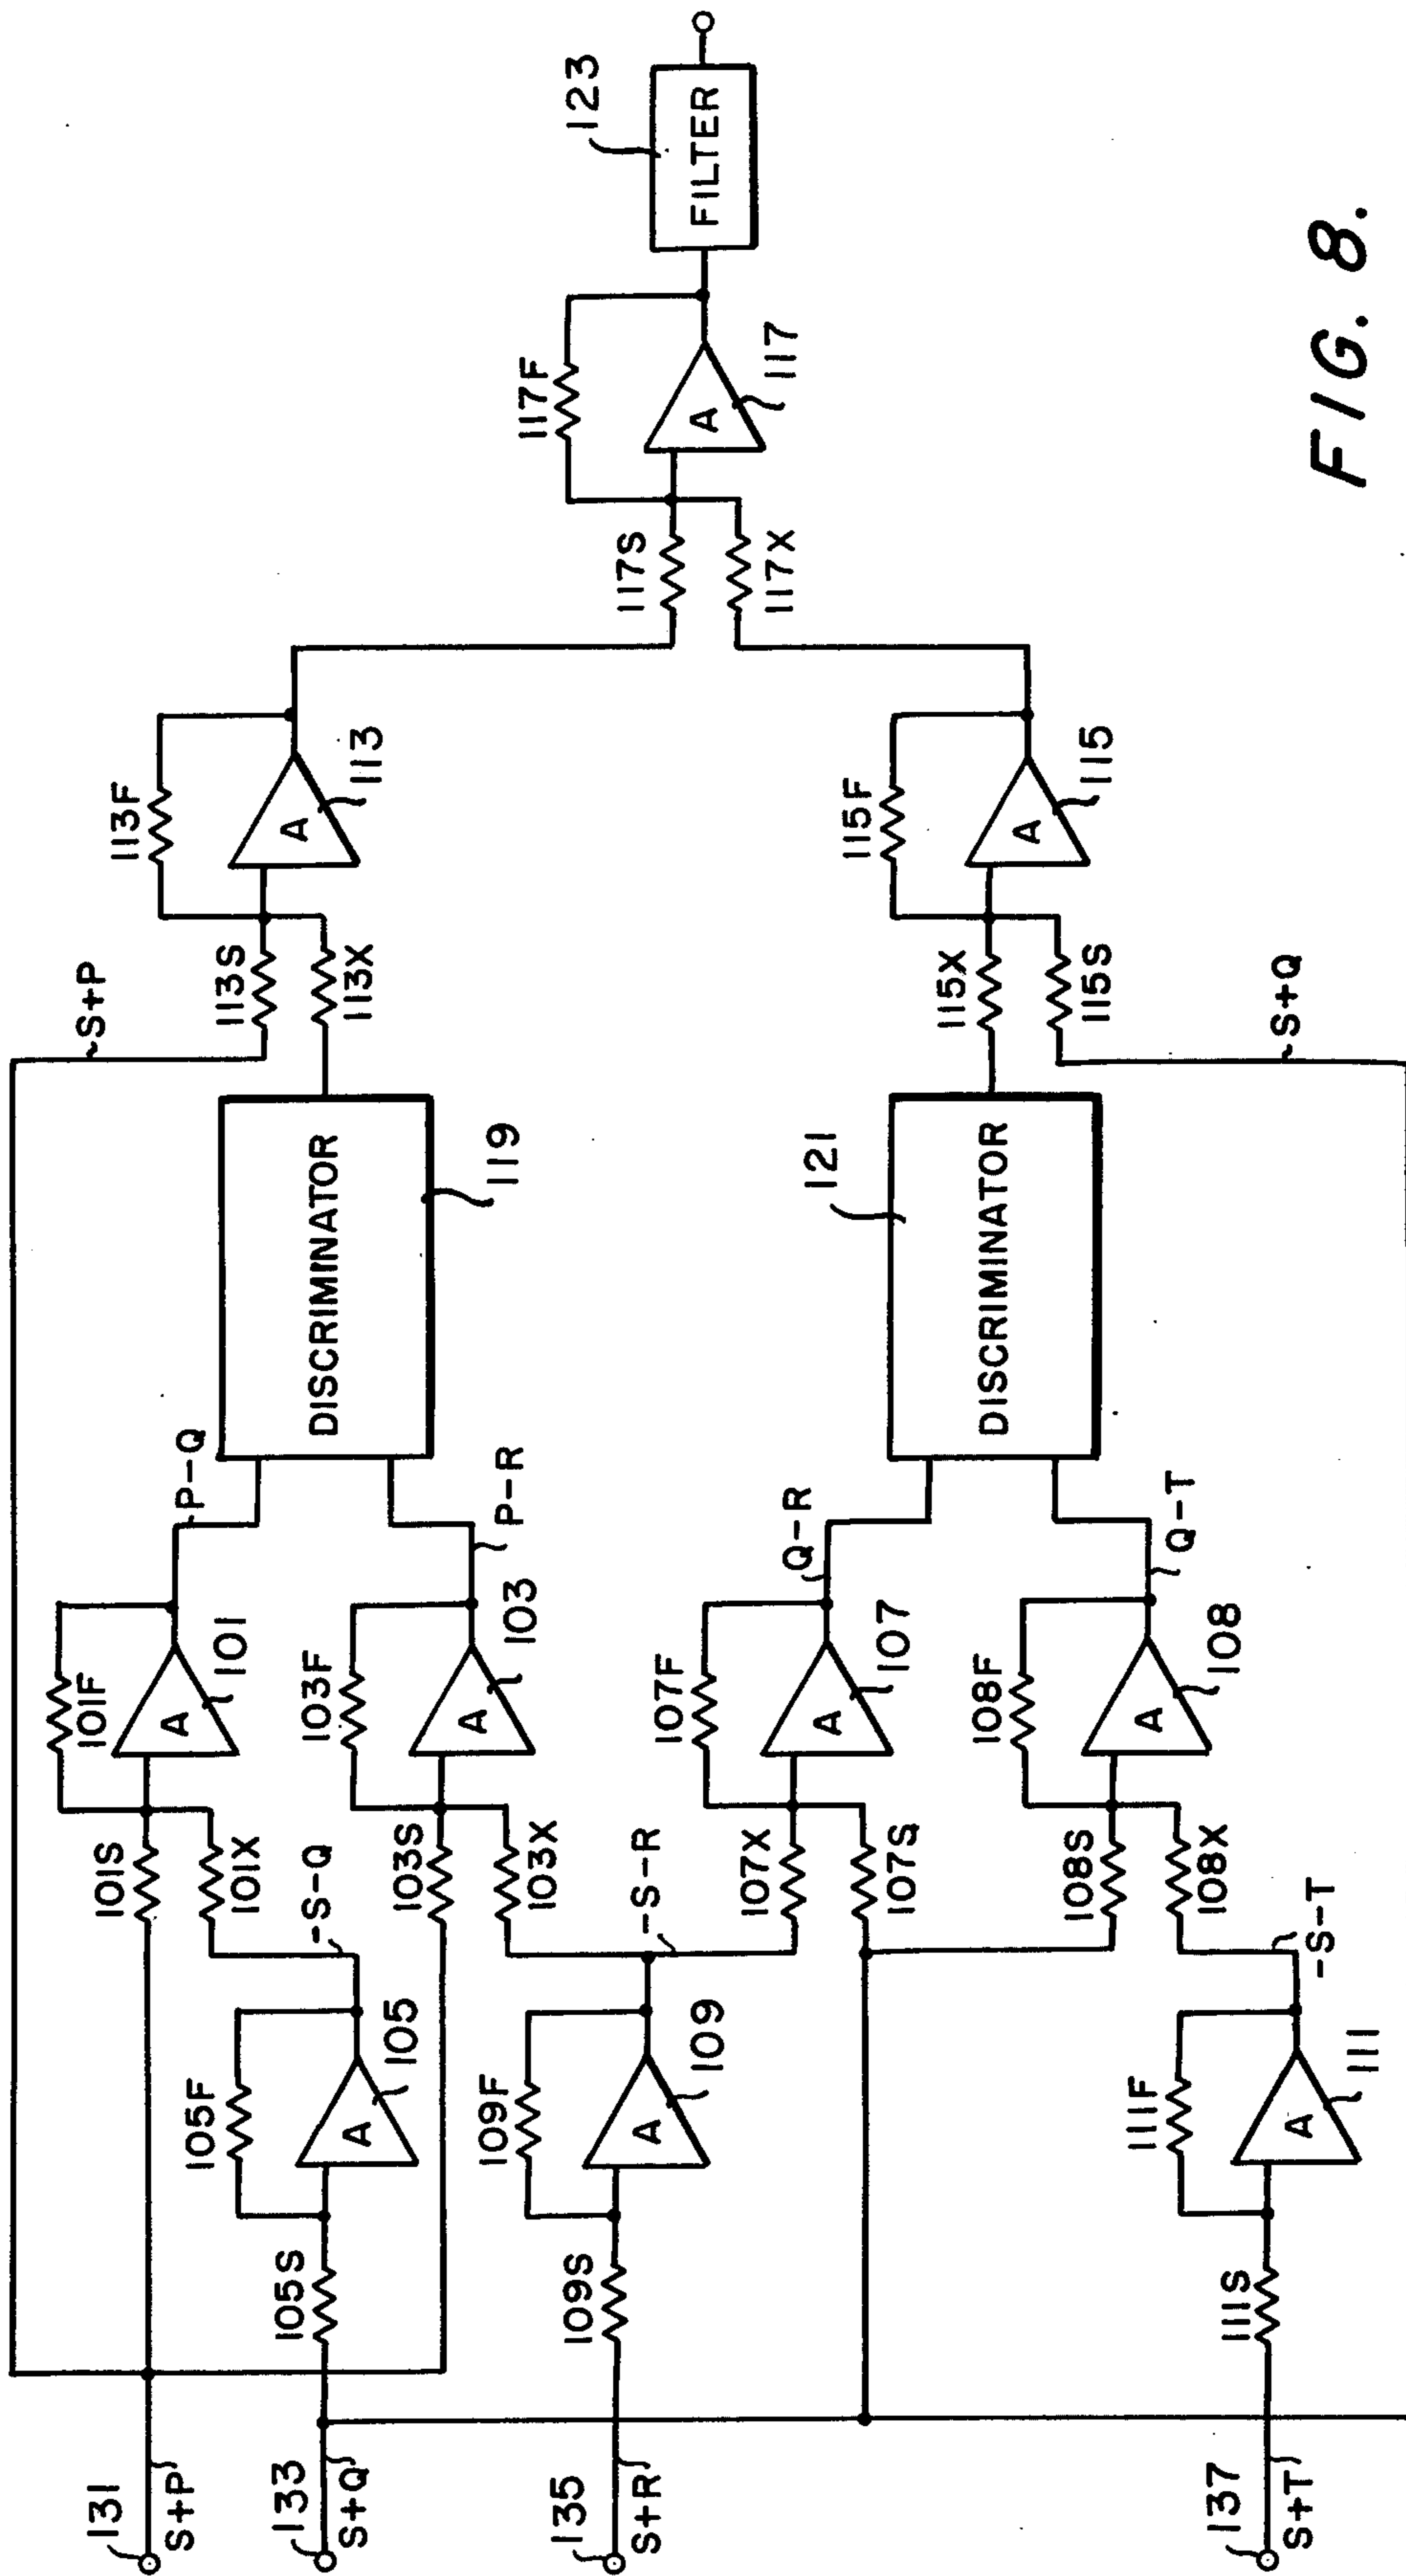 131
S+P
133
S+Q
135
S+R
137
S+T
105S
105F
A
105
-S-Q
109S
109F
A
109
-S-R
111S
111F
A
111
-S-T
101S
101X
101F
A
101
P-Q
103S
103X
103F
A
103
P-R
107X
107S
107F
A
107
Q-R
108S
108X
108F
A
108
Q-T
DISCRIMINATOR
119
DISCRIMINATOR
121
S+P
113S
113X
113F
A
113
115X
115S
S+Q
115F
A
115
117S
117X
117F
A
117
FILTER
123
FIG. 8.